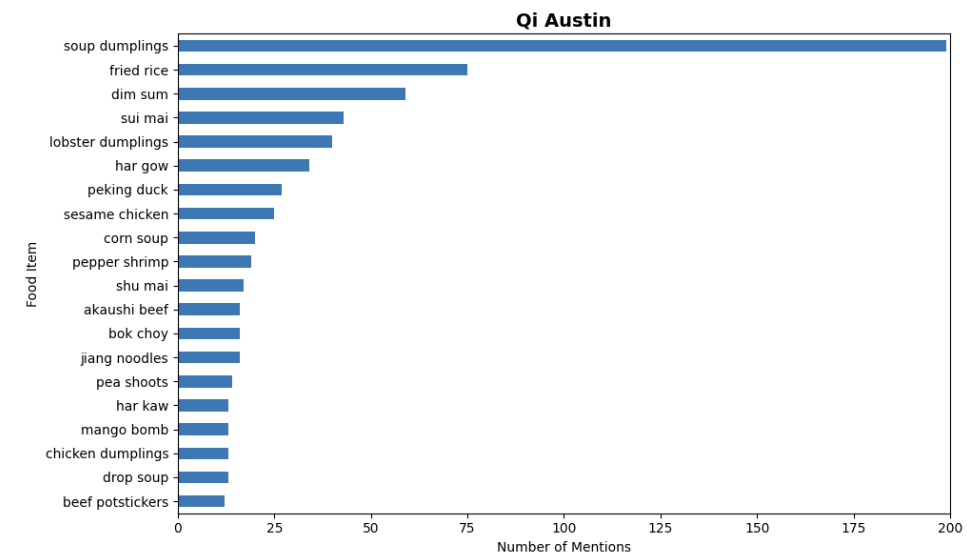 Qi Austin
soup dumplings
fried rice
dim sum
sui mai
lobster dumplings
har gow
peking duck
sesame chicken
corn soup
pepper shrimp
shu mai
akaushi beef
bok choy
jiang noodles
pea shoots
har kaw
mango bomb
chicken dumplings
drop soup
beef potstickers
Food Item
0 25 50 75 100 125 150 175 200
Number of Mentions